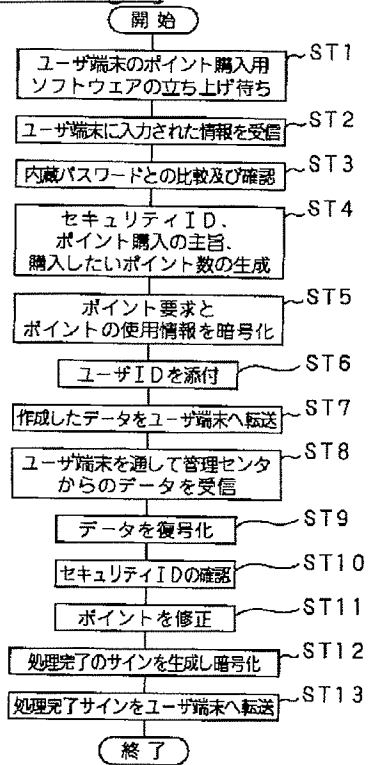 開始
ユーザ端末のポイント購入用
ソフトウェアの立ち上げ待ち
ST1
ユーザ端末に入力された情報を受信
ST2
内蔵パスワードとの比較及び確認
ST3
セキュリティID、
ポイント購入の主旨、
購入したいポイント数の生成
ST4
ポイント要求と
ポイントの使用情報を暗号化
ST5
ユーザIDを添付
ST6
作成したデータをユーザ端末へ転送
ST7
ユーザ端末を通して管理センタ
からのデータを受信
ST8
データを復号化
ST9
セキュリティIDの確認
ST10
ポイントを修正
ST11
処理完了のサインを生成し暗号化
ST12
処理完了サインをユーザ端末へ転送
ST13
終了